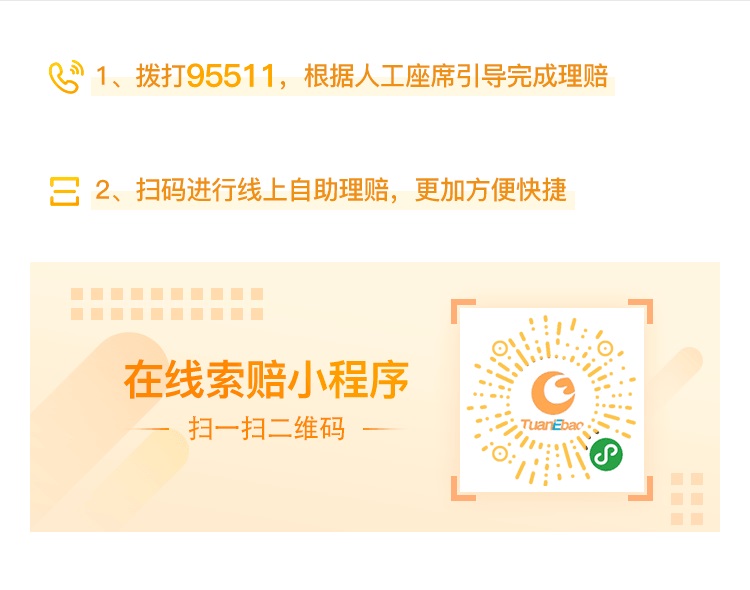 1、拨打95511，根据人工座席引导完成理赔
2、扫码进行线上自助理赔，更加方便快捷
在线索赔小程序
扫一扫二维码
TuanEbao